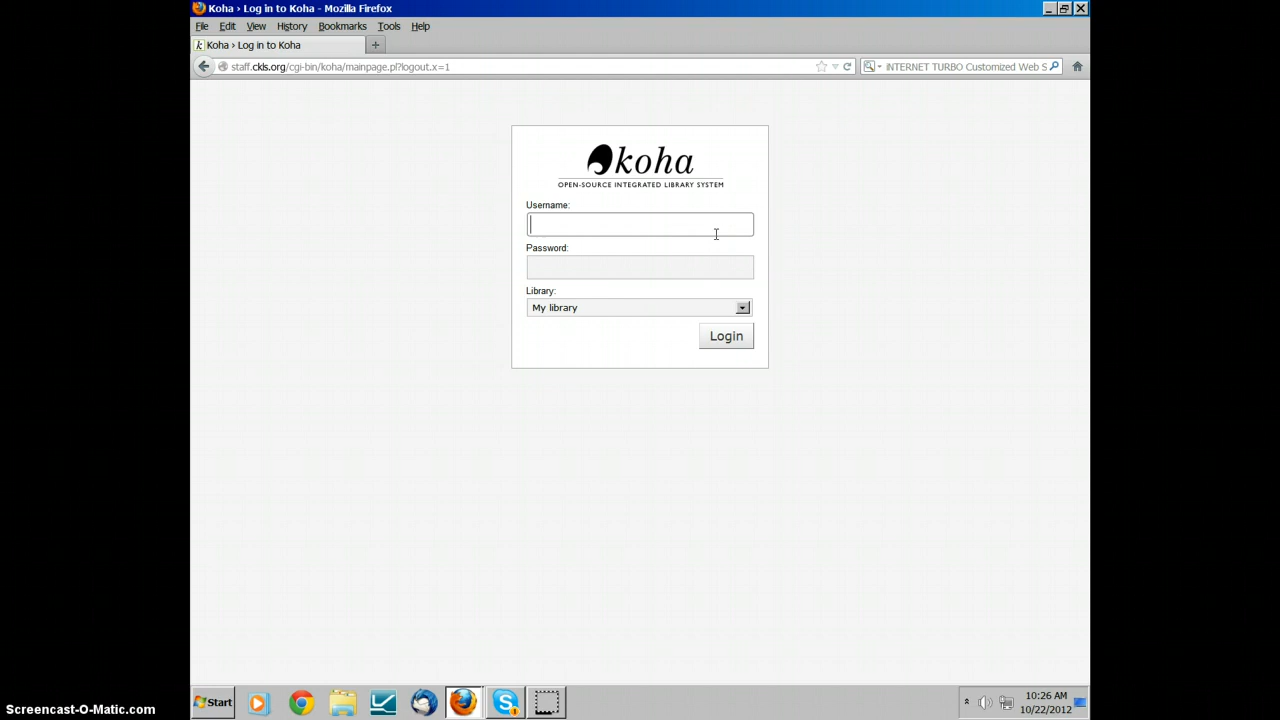 Koha › Log in to Koha - Mozilla Firefox
File Edit View History Bookmarks Tools Help
Koha › Log in to Koha
staff.ckls.org/cgi-bin/koha/mainpage.pl?logout.x=1
iNTERNET TURBO Customized Web S
koha
OPEN-SOURCE INTEGRATED LIBRARY SYSTEM
Username:
Password:
Library:
My library
Login
Start
10:26 AM
10/22/2012
Screencast-O-Matic.com